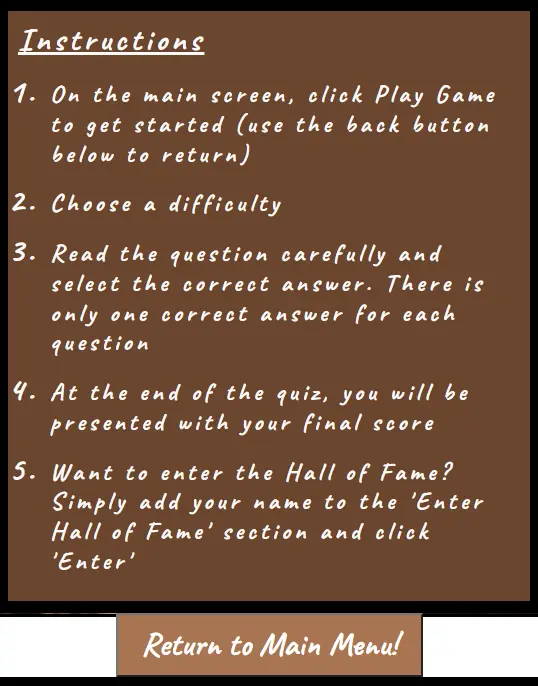 Instructions
1. On the main screen, click Play Game
to get started (use the back button
below to return)
2. Choose a difficulty
3. Read the question carefully and
select the correct answer. There is
only one correct answer for each
question
4. At the end of the quiz, you will be
presented with your final score
5. Want to enter the Hall of Fame?
Simply add your name to the 'Enter
Hall of Fame' section and click
'Enter'
Return to Main Menu!